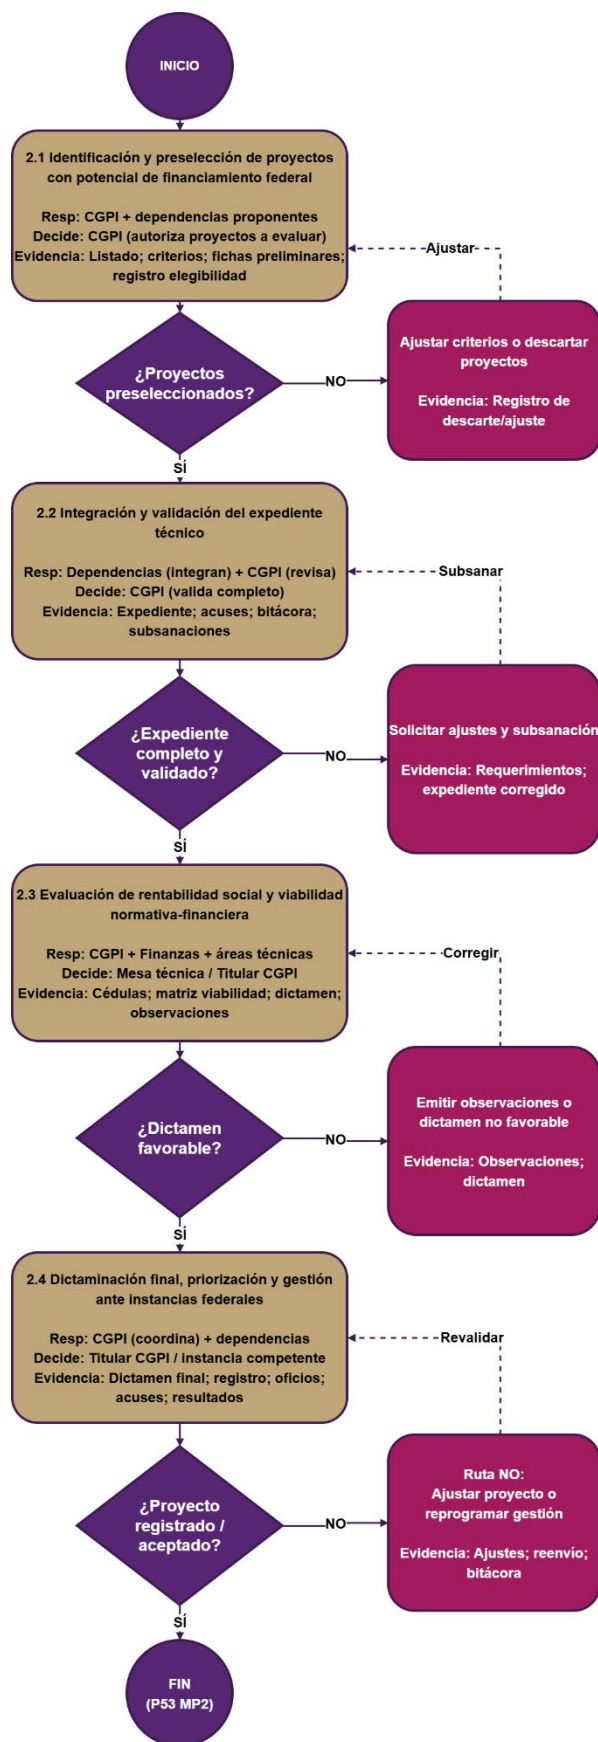 INICIO
2.1 Identificación y preselección de proyectos
con potencial de financiamiento federal
Resp: CGPI + dependencias proponentes
Decide: CGPI (autoriza proyectos a evaluar)
Evidencia: Listado; criterios; fichas preliminares;
registro elegibilidad
Ajustar
¿Proyectos
preseleccionados?
NO
Ajustar criterios o descartar
proyectos
Evidencia: Registro de
descarte/ajuste
SÍ
2.2 Integración y validación del expediente
técnico
Resp: Dependencias (integran) + CGPI (revisa)
Decide: CGPI (valida completo)
Evidencia: Expediente; acuses; bitácora;
subsanaciones
Subsanar
¿Expediente
completo y
validado?
NO
Solicitar ajustes y subsanación
Evidencia: Requerimientos;
expediente corregido
SÍ
2.3 Evaluación de rentabilidad social y viabilidad
normativa-financiera
Resp: CGPI + Finanzas + áreas técnicas
Decide: Mesa técnica / Titular CGPI
Evidencia: Cédulas; matriz viabilidad; dictamen;
observaciones
Corregir
¿Dictamen
favorable?
NO
Emitir observaciones o
dictamen no favorable
Evidencia: Observaciones;
dictamen
SÍ
2.4 Dictaminación final, priorización y gestión
ante instancias federales
Resp: CGPI (coordina) + dependencias
Decide: Titular CGPI / instancia competente
Evidencia: Dictamen final; registro; oficios;
acuses; resultados
Revalidar
¿Proyecto
registrado /
aceptado?
NO
Ruta NO:
Ajustar proyecto o
reprogramar gestión
Evidencia: Ajustes; reenvío;
bitácora
SÍ
FIN
(P53 MP2)